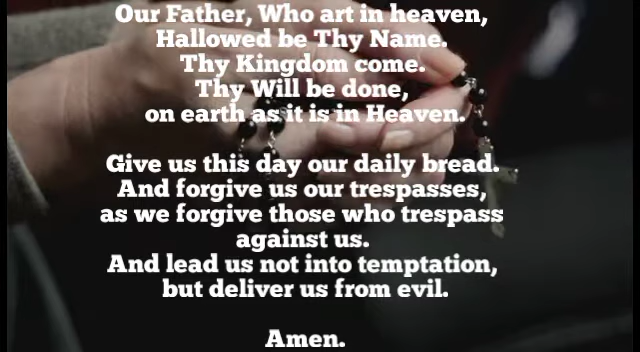 Our Father, Who art in heaven,
Hallowed be Thy Name.
Thy Kingdom come.
Thy Will be done,
on earth as it is in Heaven.
Give us this day our daily bread.
And forgive us our trespasses,
as we forgive those who trespass
against us.
And lead us not into temptation,
but deliver us from evil.
Amen.